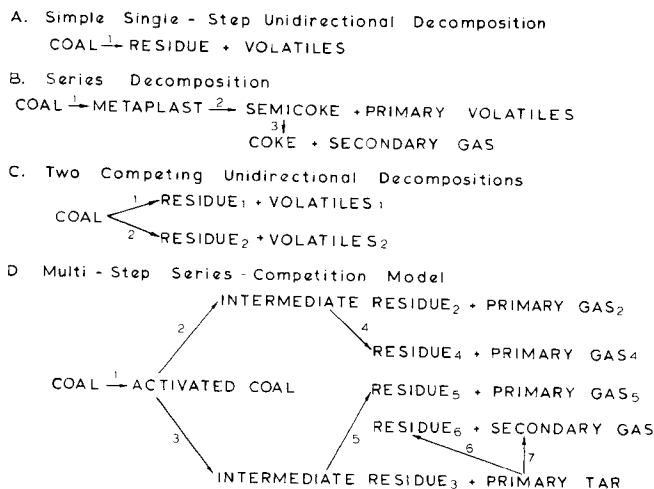 A. Simple Single-Step Unidirectional Decomposition
COAL 1→ RESIDUE + VOLATILES
B. Series Decomposition
COAL 1→ METAPLAST 2→ SEMICOKE + PRIMARY VOLATILES
3↓
COKE + SECONDARY GAS
C. Two Competing Unidirectional Decompositions
1 RESIDUE₁ + VOLATILES₁
COAL
2 RESIDUE₂ + VOLATILES₂
D Multi-Step Series-Competition Model
INTERMEDIATE RESIDUE₂ + PRIMARY GAS₂
2 4
RESIDUE₄ + PRIMARY GAS₄
COAL 1→ ACTIVATED COAL RESIDUE₅ + PRIMARY GAS₅
RESIDUE₆ + SECONDARY GAS
3 5 6 7
INTERMEDIATE RESIDUE₃ + PRIMARY TAR